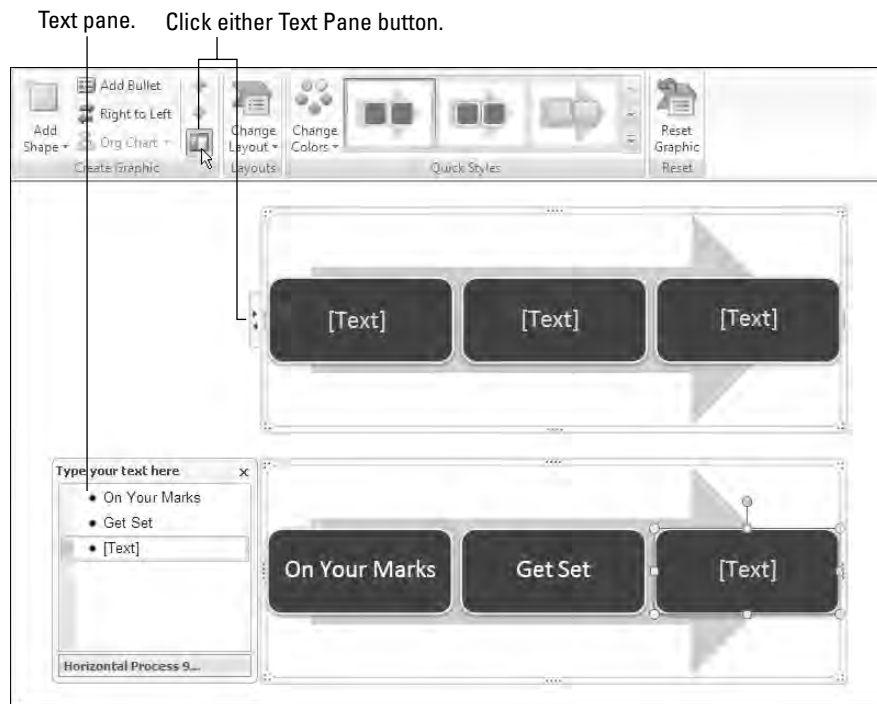 Text pane. Click either Text Pane button.
Add Bullet
Right to Left
Org Chart
Add
Shape
Create Graphic
Change
Layout
Layouts
Change
Colors
Quick Styles
Reset
Graphic
Reset
[Text] [Text] [Text]
Type your text here x
• On Your Marks
• Get Set
• [Text]
Horizontal Process 9...
On Your Marks Get Set [Text]